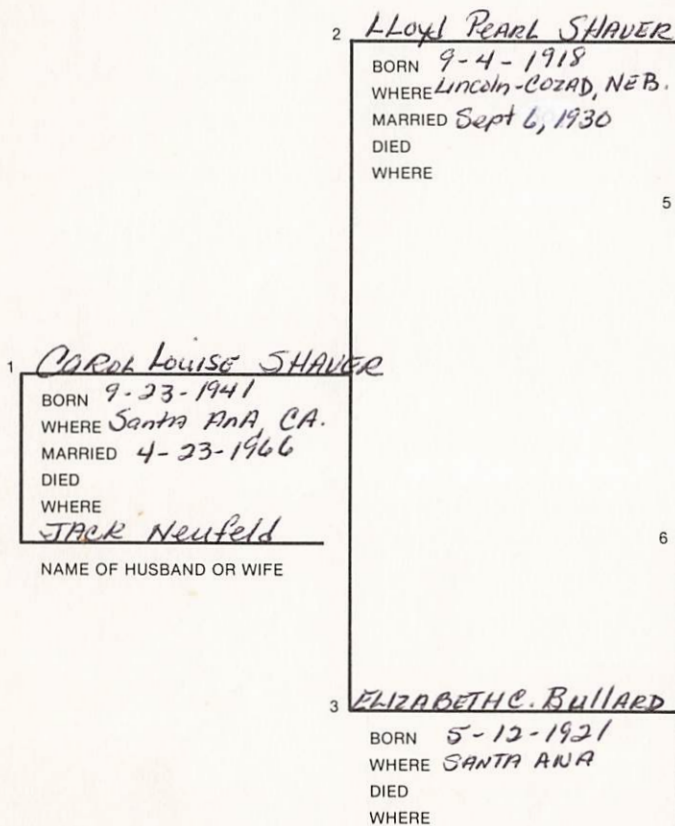 2 LLoyd Pearl SHAVER
BORN 9-4-1918
WHERE Lincoln-COZAD, NEB.
MARRIED Sept 6, 1930
DIED
WHERE
5
1 CAROL Louise SHAVER
BORN 9-23-1941
WHERE Santa AnA, CA.
MARRIED 4-23-1966
DIED
WHERE
JACK Neufeld
NAME OF HUSBAND OR WIFE
6
3 ELIZABETH C. BullARD
BORN 5-12-1921
WHERE SANTA ANA
DIED
WHERE